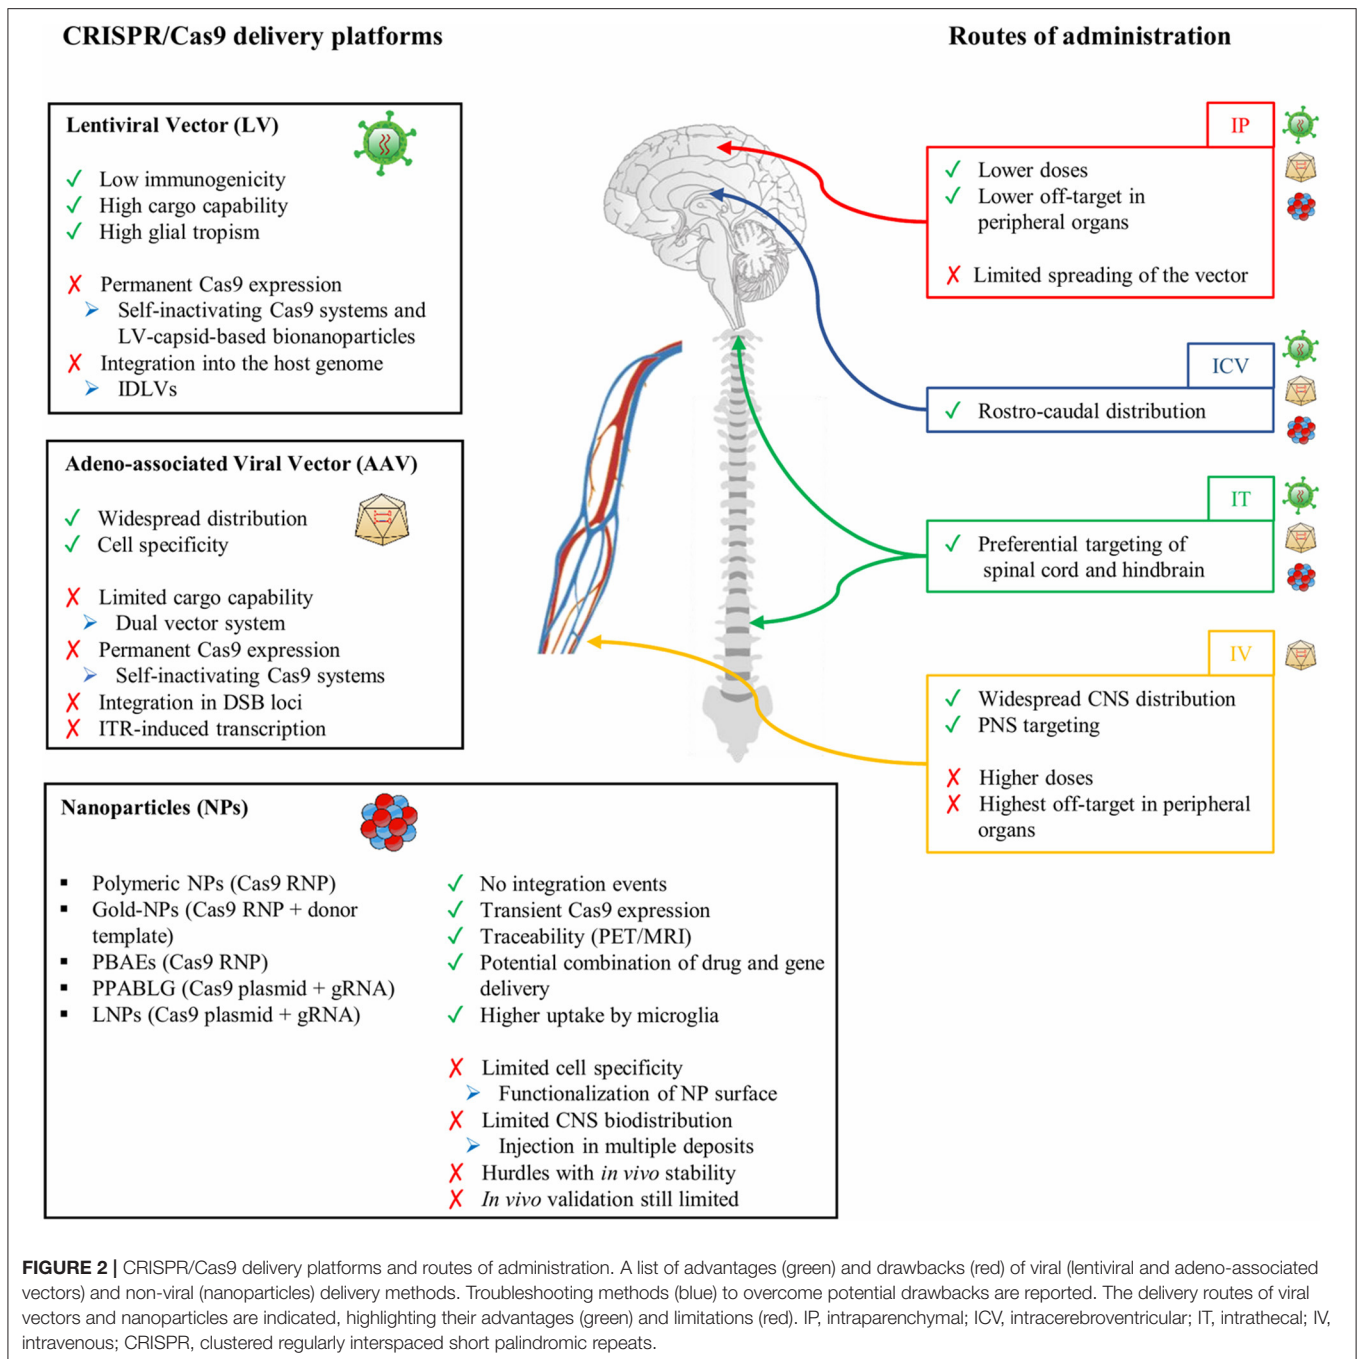 CRISPR/Cas9 delivery platforms
Routes of administration
Lentiviral Vector (LV)
✓ Low immunogenicity
✓ High cargo capability
✓ High glial tropism
✗ Permanent Cas9 expression
➢ Self-inactivating Cas9 systems and
LV-capsid-based bionanoparticles
✗ Integration into the host genome
➢ IDLVs
Adeno-associated Viral Vector (AAV)
✓ Widespread distribution
✓ Cell specificity
✗ Limited cargo capability
➢ Dual vector system
✗ Permanent Cas9 expression
➢ Self-inactivating Cas9 systems
✗ Integration in DSB loci
✗ ITR-induced transcription
Nanoparticles (NPs)
▪ Polymeric NPs (Cas9 RNP)
▪ Gold-NPs (Cas9 RNP + donor
template)
▪ PBAEs (Cas9 RNP)
▪ PPABLG (Cas9 plasmid + gRNA)
▪ LNPs (Cas9 plasmid + gRNA)
✓ No integration events
✓ Transient Cas9 expression
✓ Traceability (PET/MRI)
✓ Potential combination of drug and gene
delivery
✓ Higher uptake by microglia
✗ Limited cell specificity
➢ Functionalization of NP surface
✗ Limited CNS biodistribution
➢ Injection in multiple deposits
✗ Hurdles with in vivo stability
✗ In vivo validation still limited
IP
✓ Lower doses
✓ Lower off-target in
peripheral organs
✗ Limited spreading of the vector
ICV
✓ Rostro-caudal distribution
IT
✓ Preferential targeting of
spinal cord and hindbrain
IV
✓ Widespread CNS distribution
✓ PNS targeting
✗ Higher doses
✗ Highest off-target in peripheral
organs
FIGURE 2 | CRISPR/Cas9 delivery platforms and routes of administration. A list of advantages (green) and drawbacks (red) of viral (lentiviral and adeno-associated
vectors) and non-viral (nanoparticles) delivery methods. Troubleshooting methods (blue) to overcome potential drawbacks are reported. The delivery routes of viral
vectors and nanoparticles are indicated, highlighting their advantages (green) and limitations (red). IP, intraparenchymal; ICV, intracerebroventricular; IT, intrathecal; IV,
intravenous; CRISPR, clustered regularly interspaced short palindromic repeats.